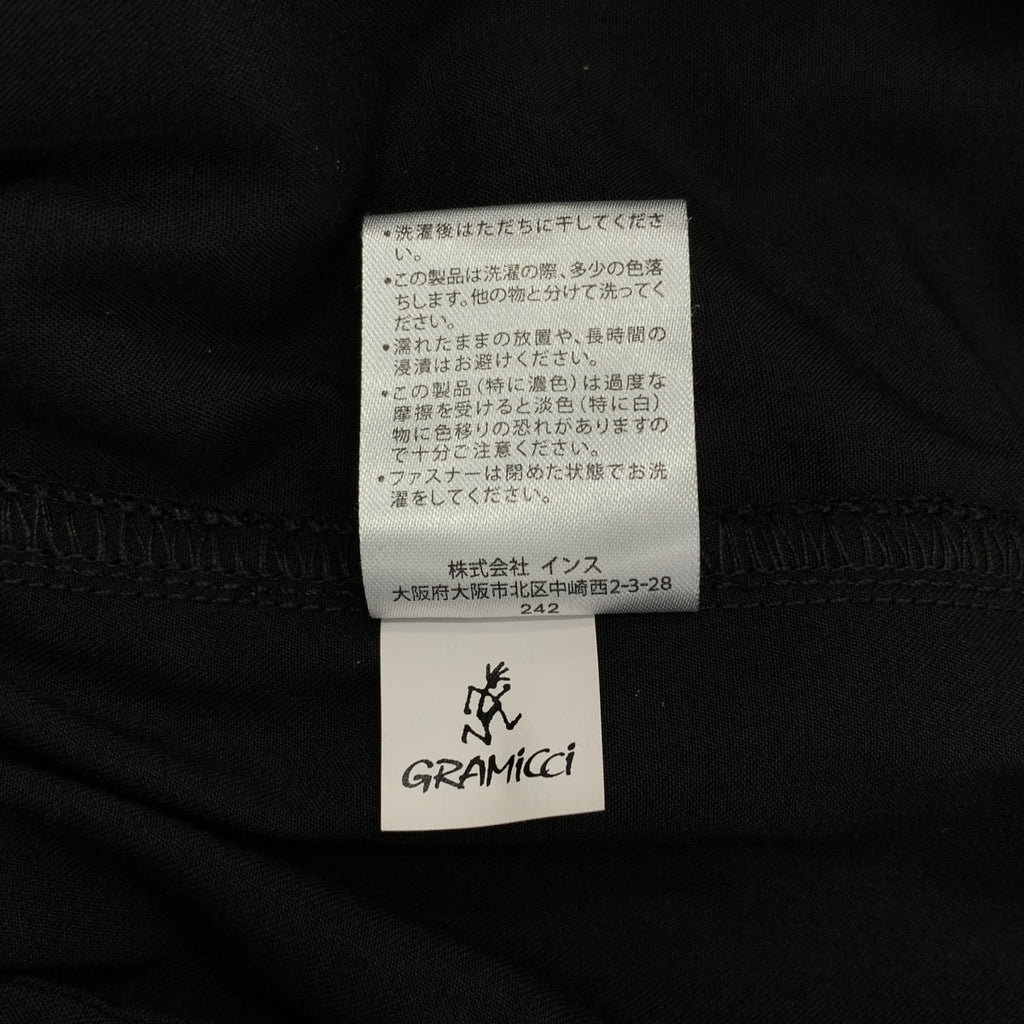 ・洗濯後はただちに干してくださ
い。
・この製品は洗濯の際、多少の色落
ちします。他の物と分けて洗ってく
ださい。
・濡れたままの放置や、長時間の
浸漬はお避けください。
・この製品(特に濃色)は過度な
摩擦を受けると淡色(特に白)
物に色移りの恐れがありますの
で十分ご注意ください。
・ファスナーは閉めた状態でお洗
濯をしてください。
株式会社 インス
大阪府大阪市北区中崎西2-3-28
242
GRAMiCCi